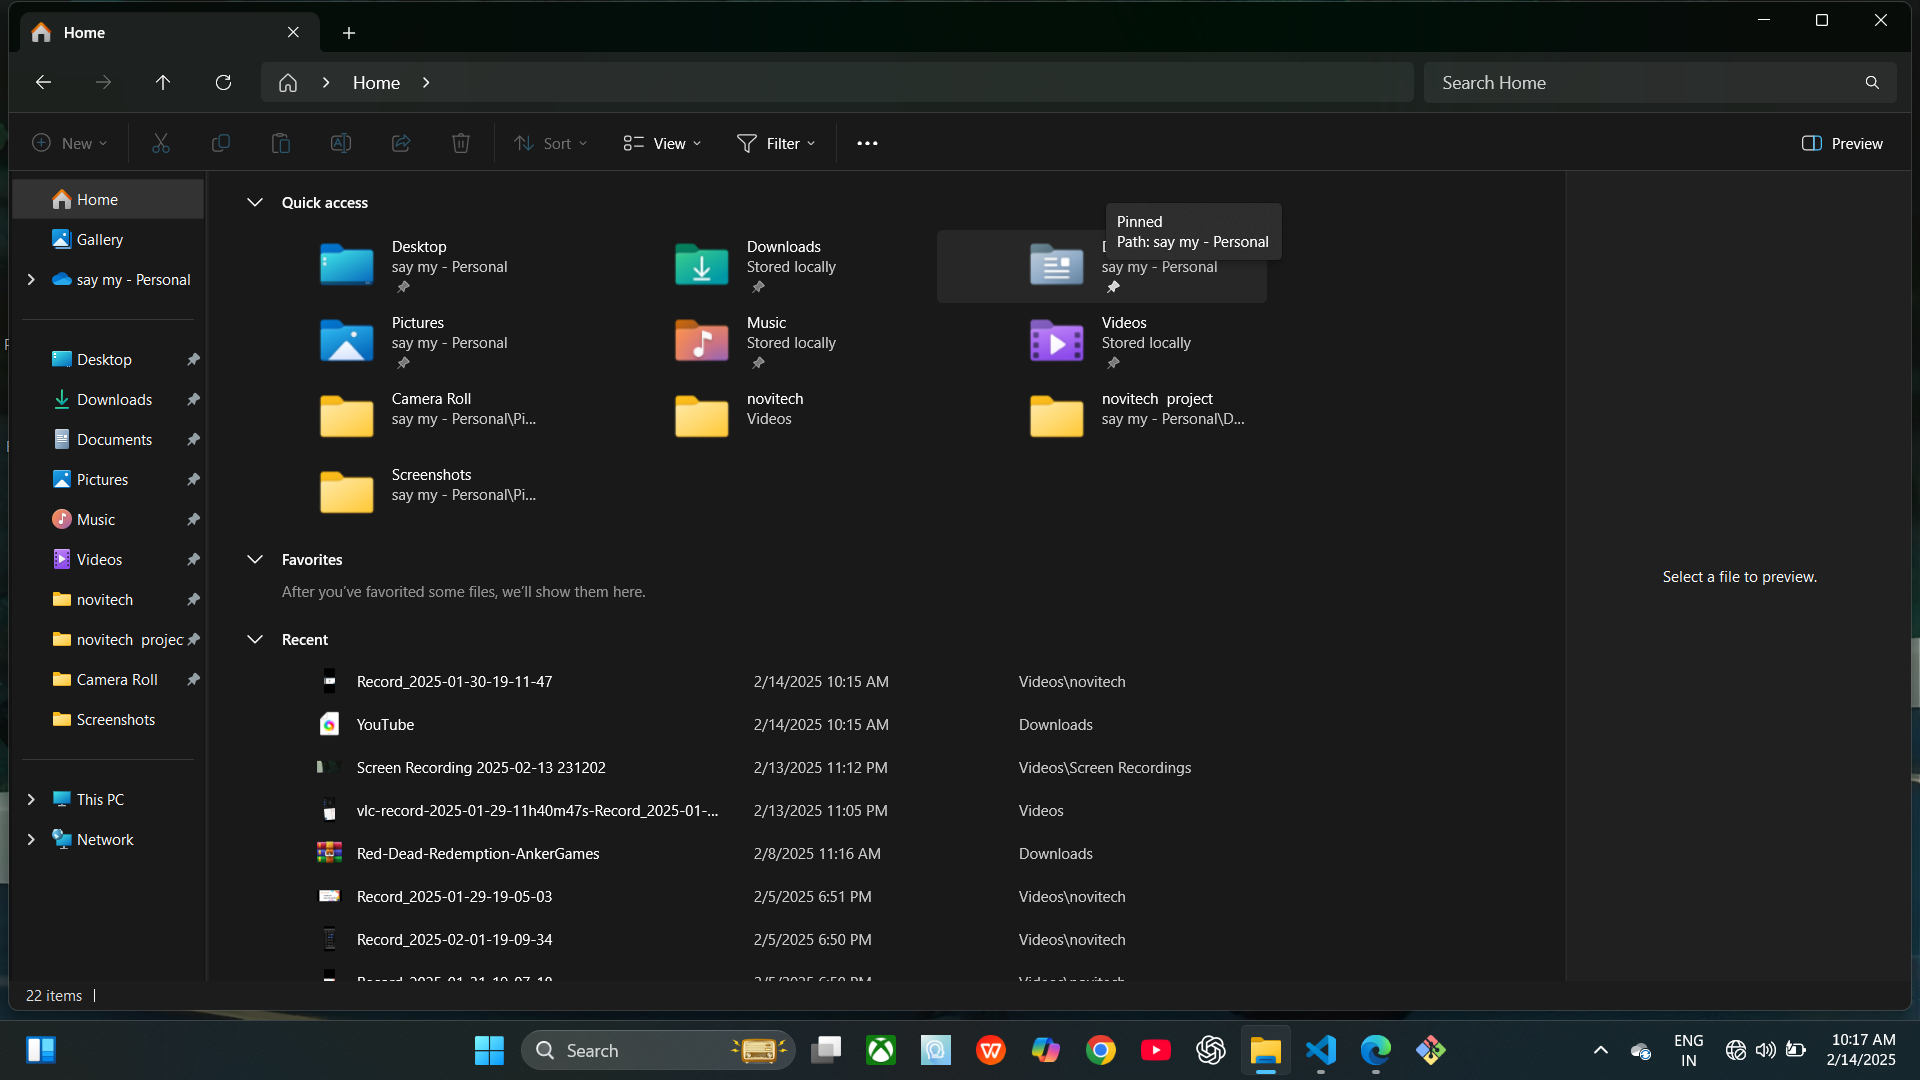 Home
Home
Search Home
New
Sort
View
Filter
Preview
Home
Gallery
say my - Personal
Desktop
Downloads
Documents
Pictures
Music
Videos
novitech
novitech projec
Camera Roll
Screenshots
This PC
Network
Quick access
Desktop
say my - Personal
Downloads
Stored locally
Pinned
Path: say my - Personal
say my - Personal
Pictures
say my - Personal
Music
Stored locally
Videos
Stored locally
Camera Roll
say my - Personal\Pi...
novitech
Videos
novitech project
say my - Personal\D...
Screenshots
say my - Personal\Pi...
Favorites
After you've favorited some files, we'll show them here.
Recent
Record_2025-01-30-19-11-47 2/14/2025 10:15 AM Videos\novitech
YouTube 2/14/2025 10:15 AM Downloads
Screen Recording 2025-02-13 231202 2/13/2025 11:12 PM Videos\Screen Recordings
vlc-record-2025-01-29-11h40m47s-Record_2025-01-... 2/13/2025 11:05 PM Videos
Red-Dead-Redemption-AnkerGames 2/8/2025 11:16 AM Downloads
Record_2025-01-29-19-05-03 2/5/2025 6:51 PM Videos\novitech
Record_2025-02-01-19-09-34 2/5/2025 6:50 PM Videos\novitech
Select a file to preview.
22 items
Search
ENG
IN
10:17 AM
2/14/2025